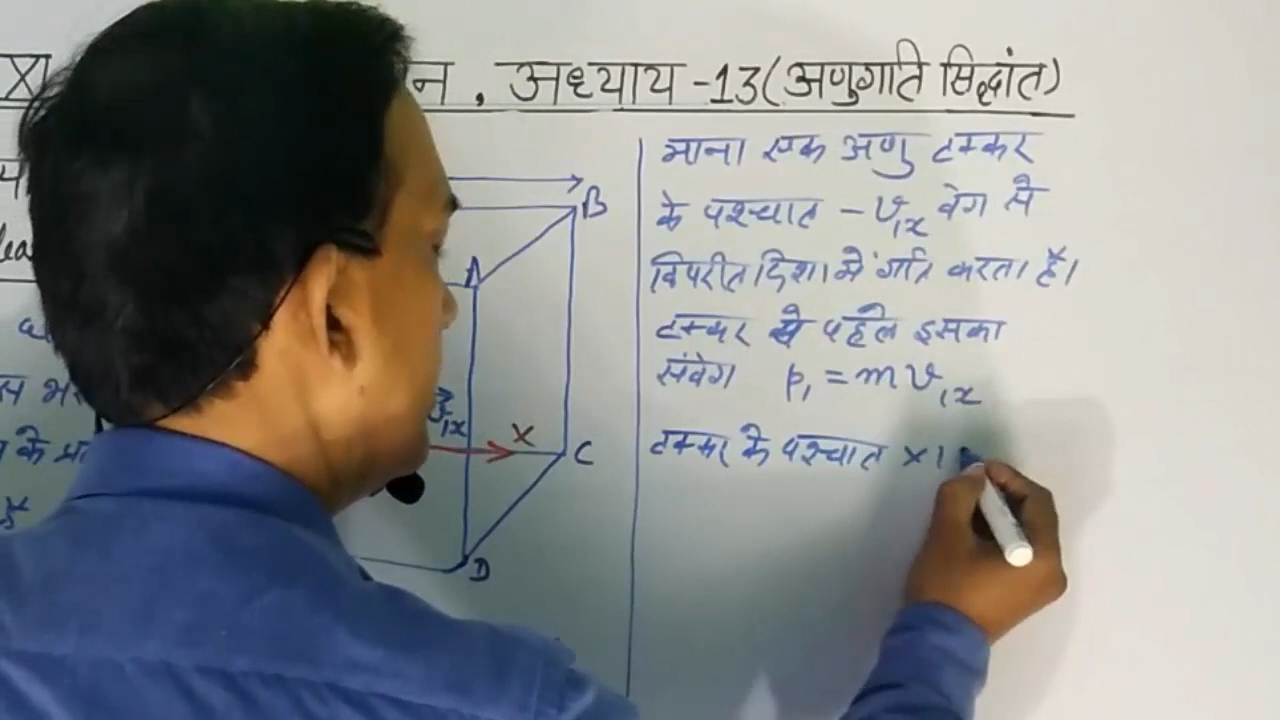 XI
न , अध्याय -13 (अणुगति सिद्धांत)
B
A
C
D
X
माना एक अणु टक्कर
के पश्चात - v₁ₓ वेग से
विपरीत दिशा में गति करता है।
टक्कर से पहले इसका
संवेग p₁ = m v₁ₓ
टक्कर के पश्चात